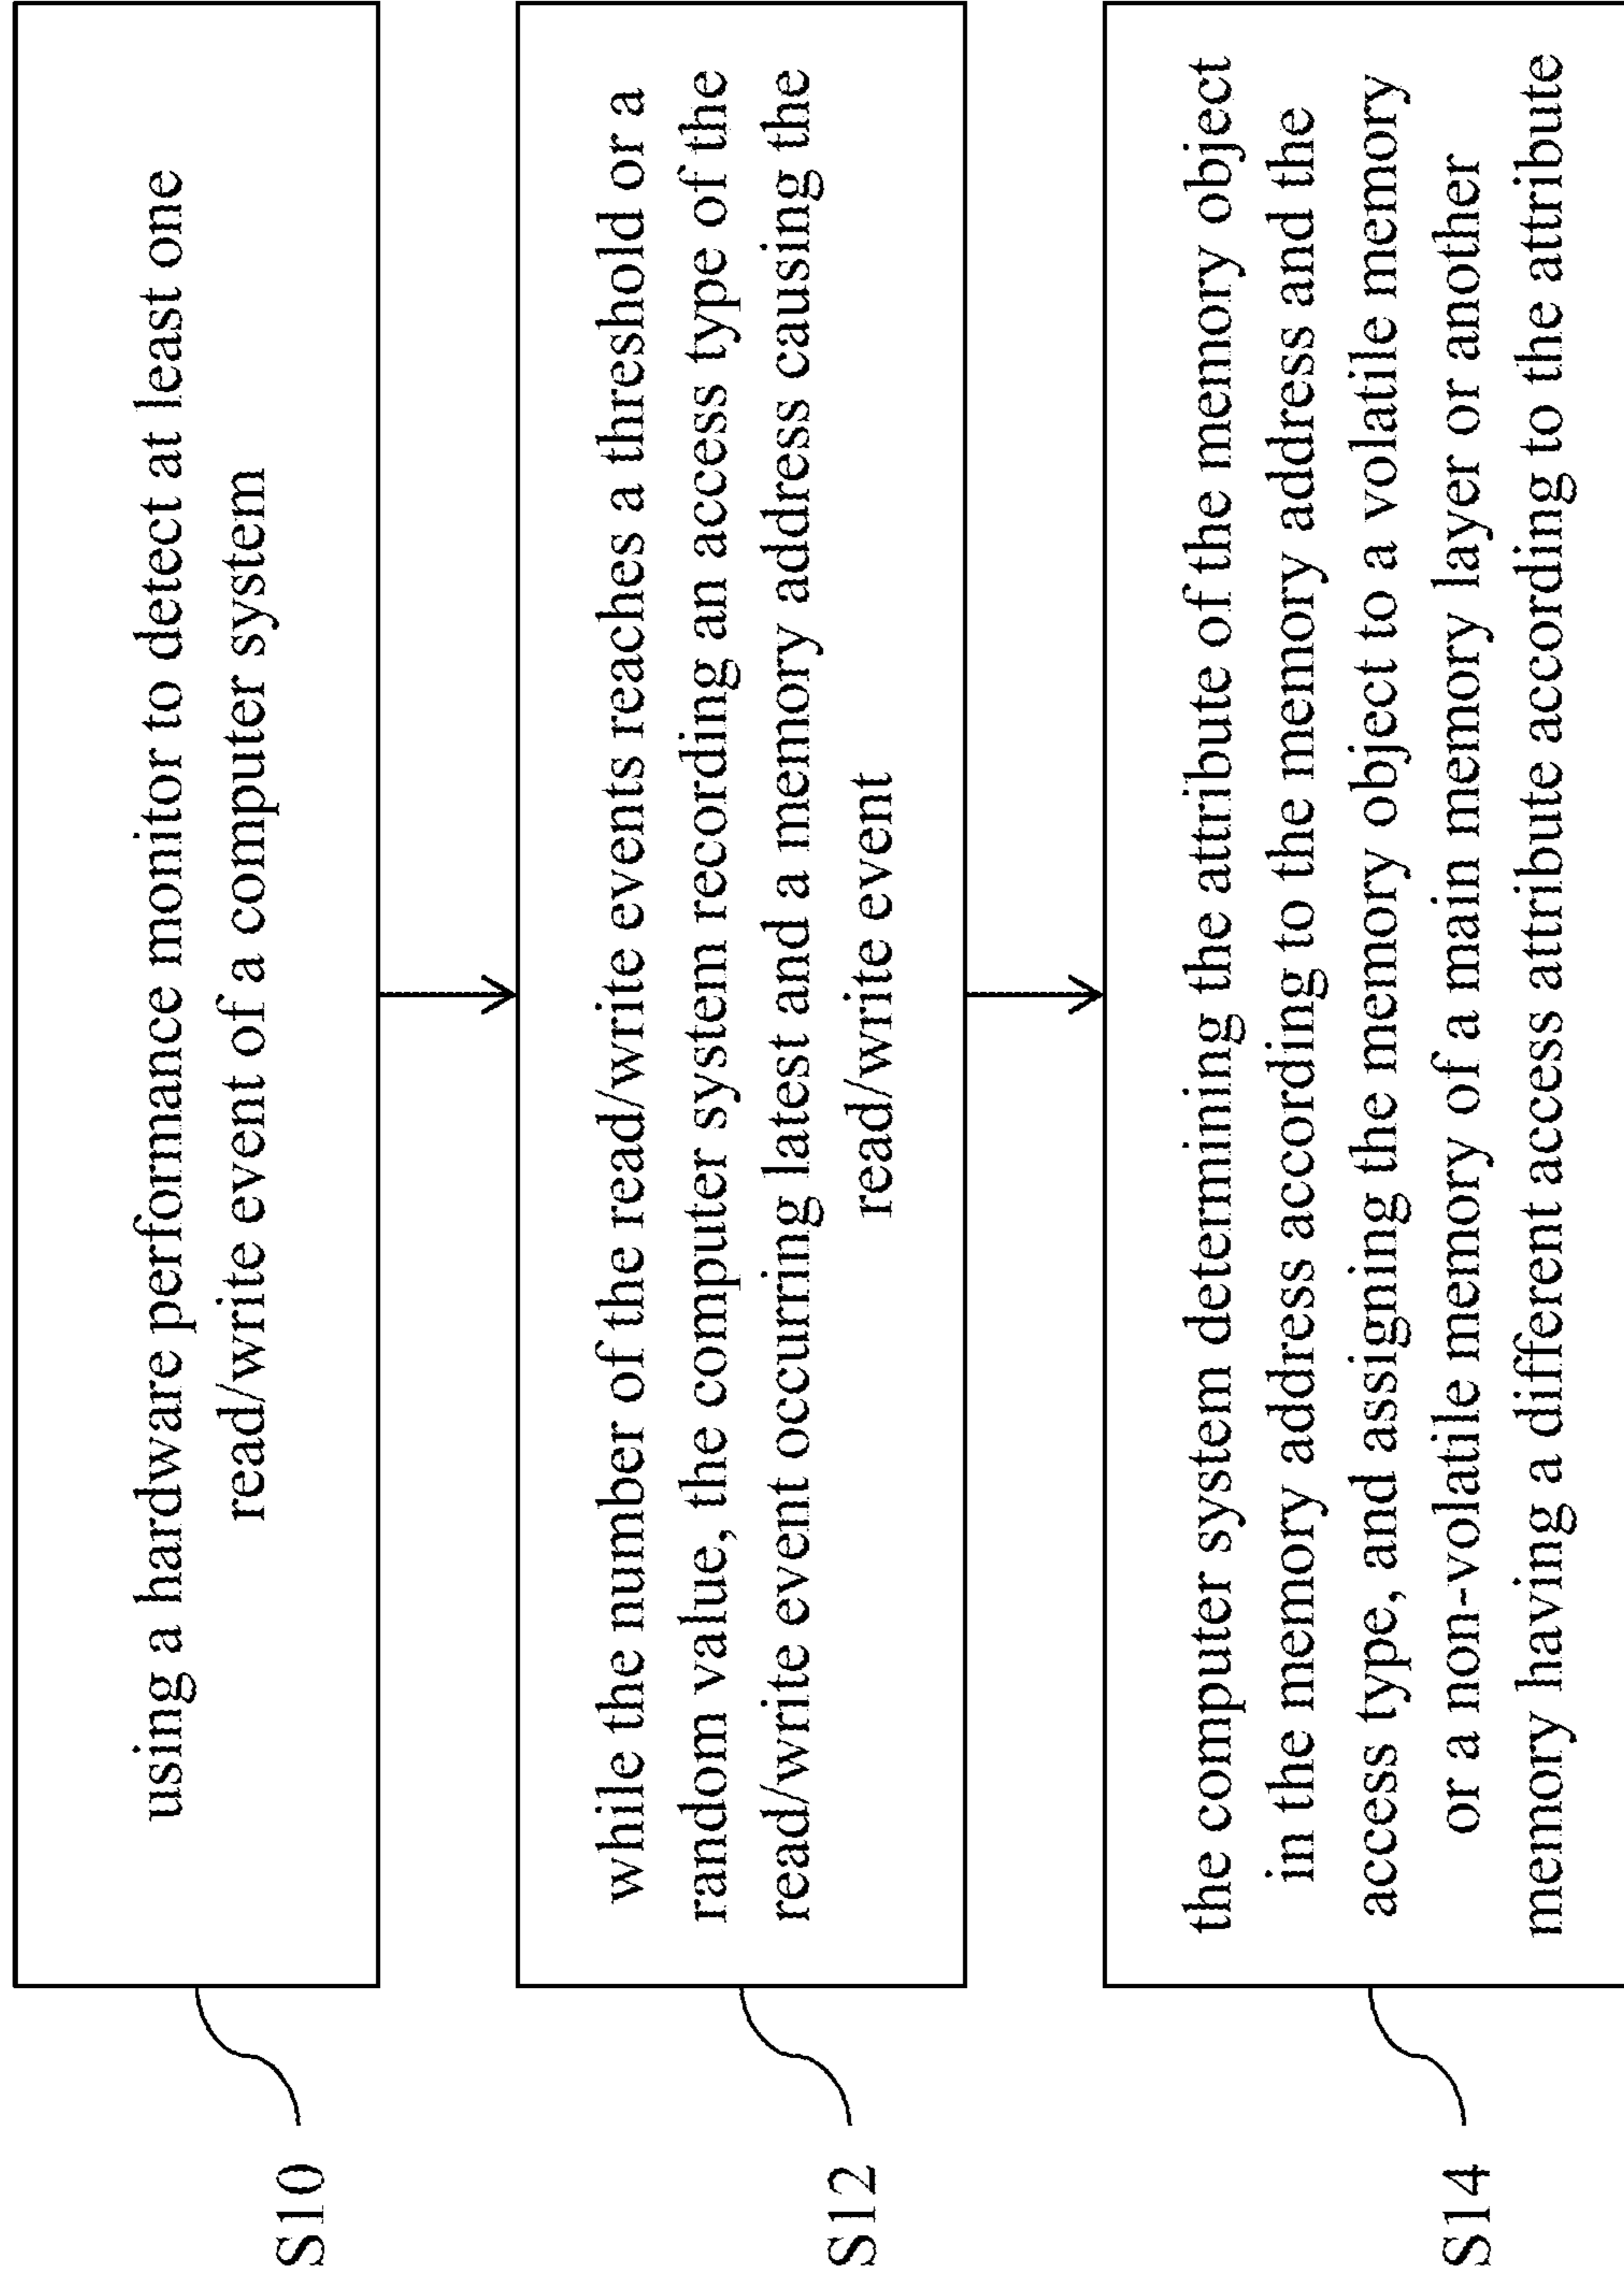 using a hardware performance monitor to detect at least one
read/write event of a computer system
S10
while the number of the read/write events reaches a threshold or a
random value, the computer system recording an access type of the
read/write event occurring latest and a memory address causing the
read/write event
S12
the computer system determining the attribute of the memory object
in the memory address according to the memory address and the
access type, and assigning the memory object to a volatile memory
or a non-volatile memory of a main memory layer or another
memory having a different access attribute according to the attribute
S14